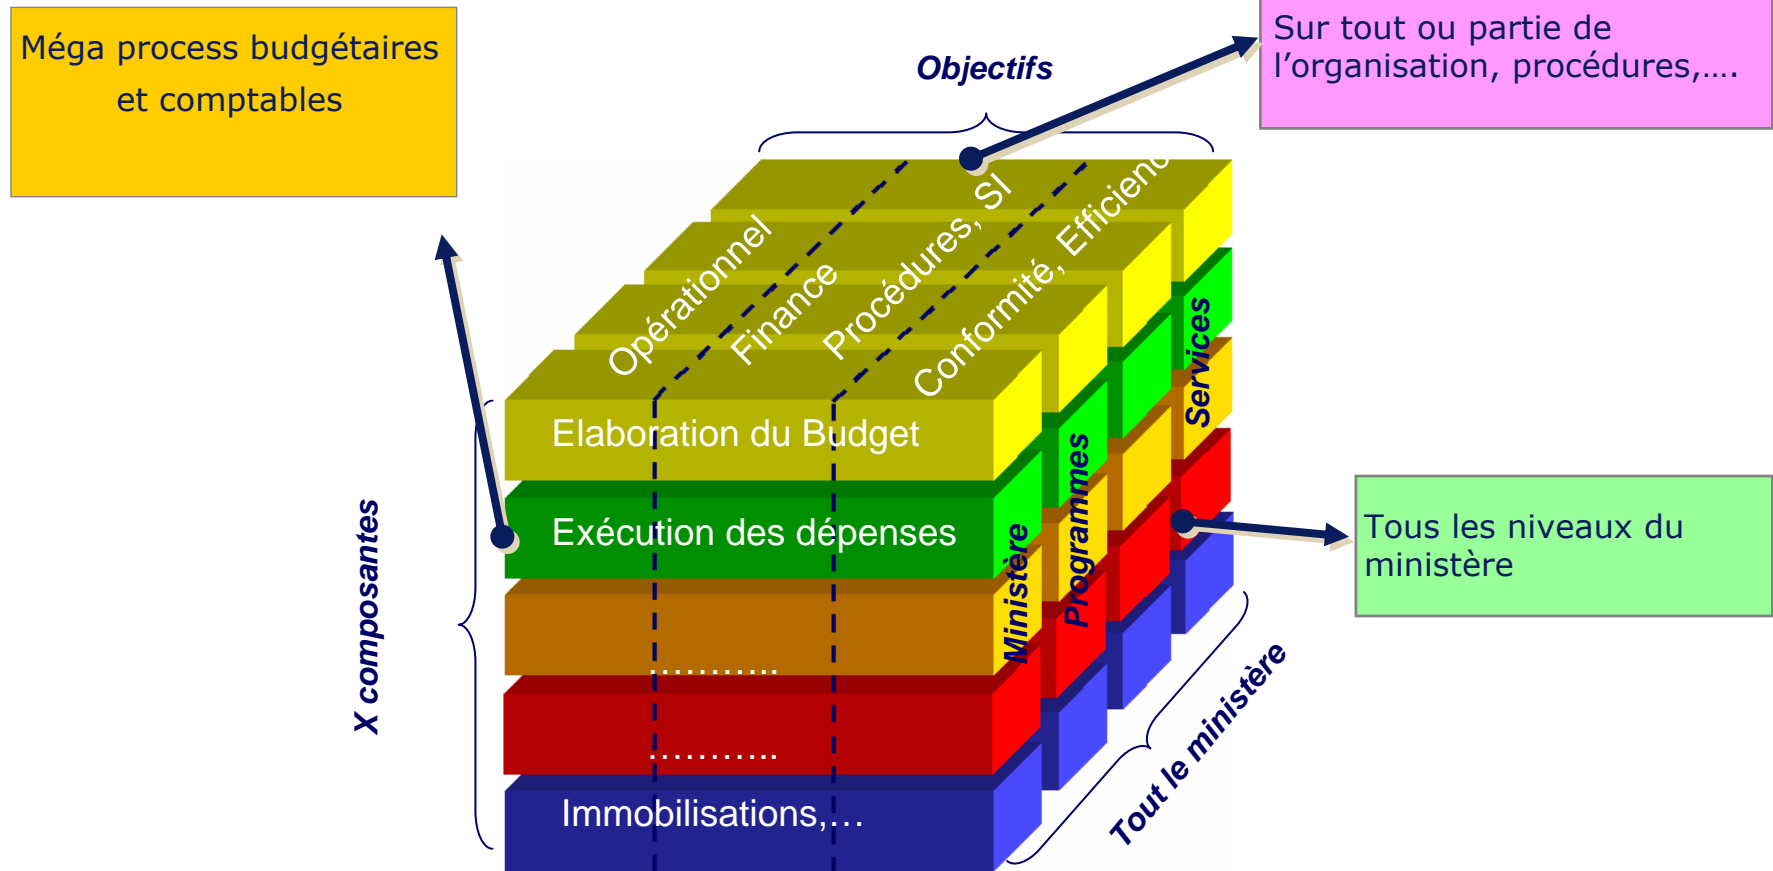 Méga process budgétaires
et comptables
Sur tout ou partie de
l’organisation, procédures,….
Objectifs
Opérationnel
Finance
Procédures, SI
Conformité, Efficienc
Elaboration du Budget
Exécution des dépenses
………..
………..
Immobilisations,…
X composantes
Ministère
Programmes
Services
Tous les niveaux du
ministère
Tout le ministère